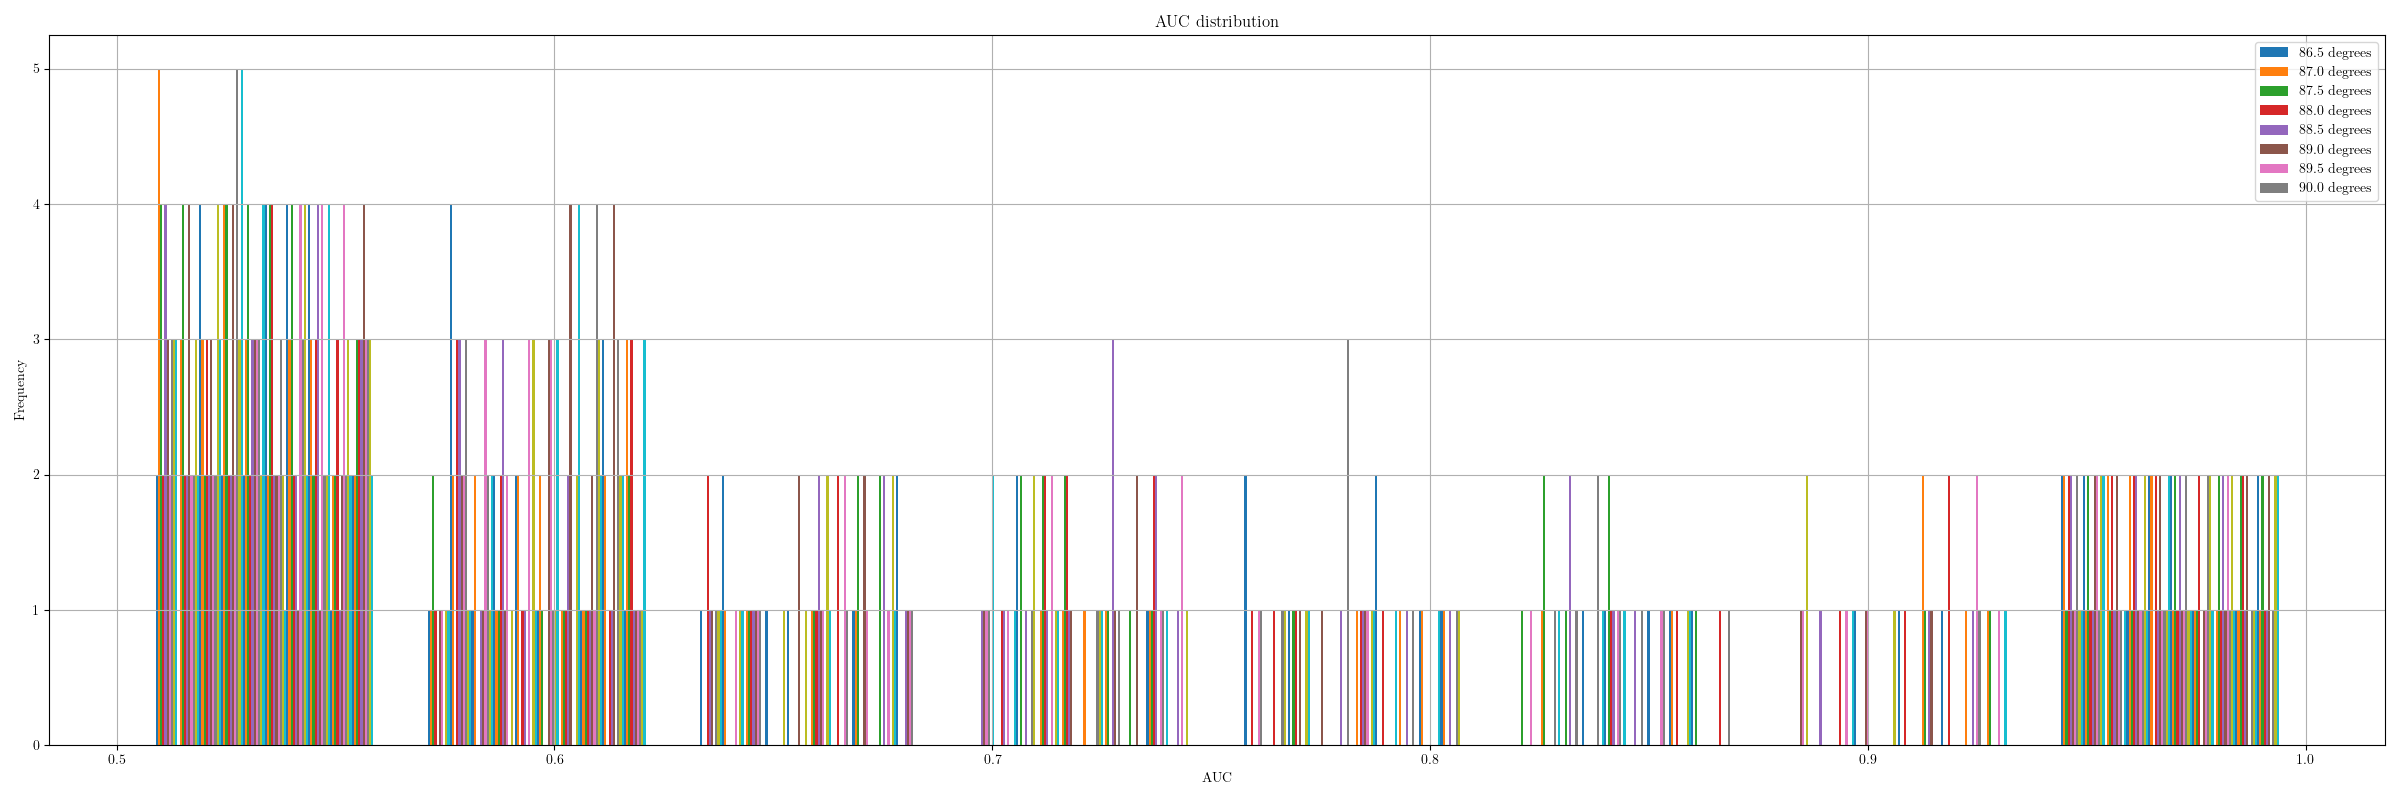 AUC distribution
86.5 degrees
87.0 degrees
87.5 degrees
88.0 degrees
88.5 degrees
89.0 degrees
89.5 degrees
90.0 degrees
Frequency
5
4
3
2
1
0
0.5 0.6 0.7 0.8 0.9 1.0
AUC